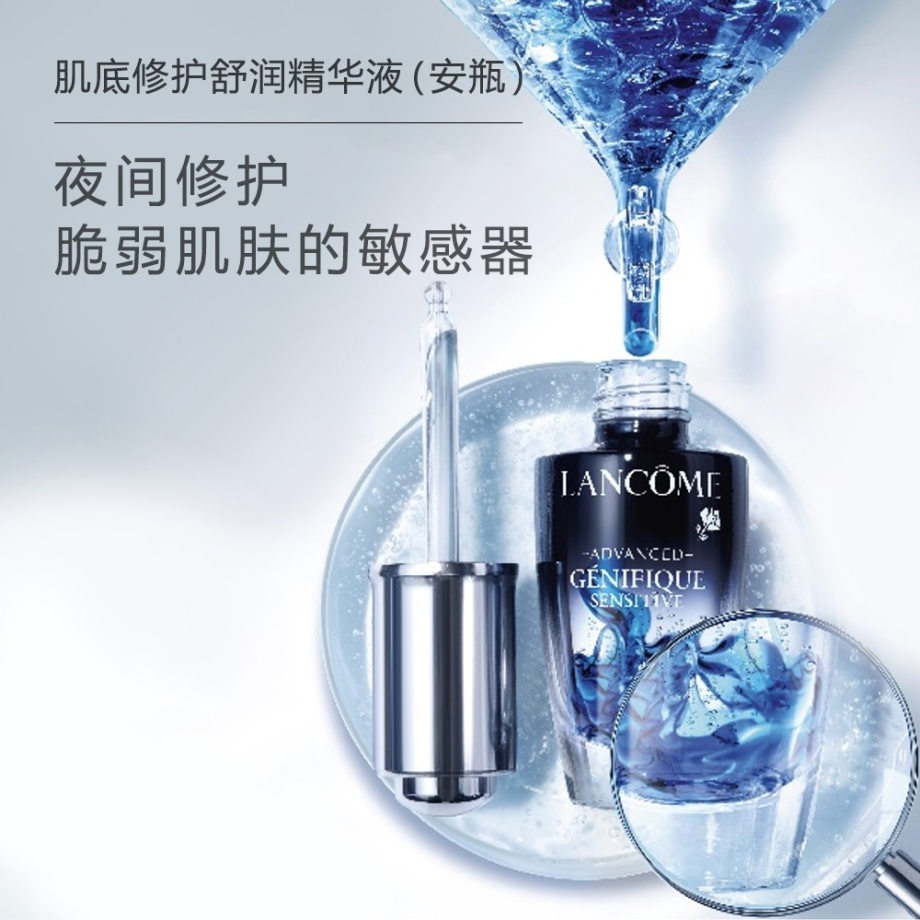 肌底修护舒润精华液（安瓶）
夜间修护
脆弱肌肤的敏感器
LANCÔME
-ADVANCED-
GÉNIFIQUE
SENSITIVE